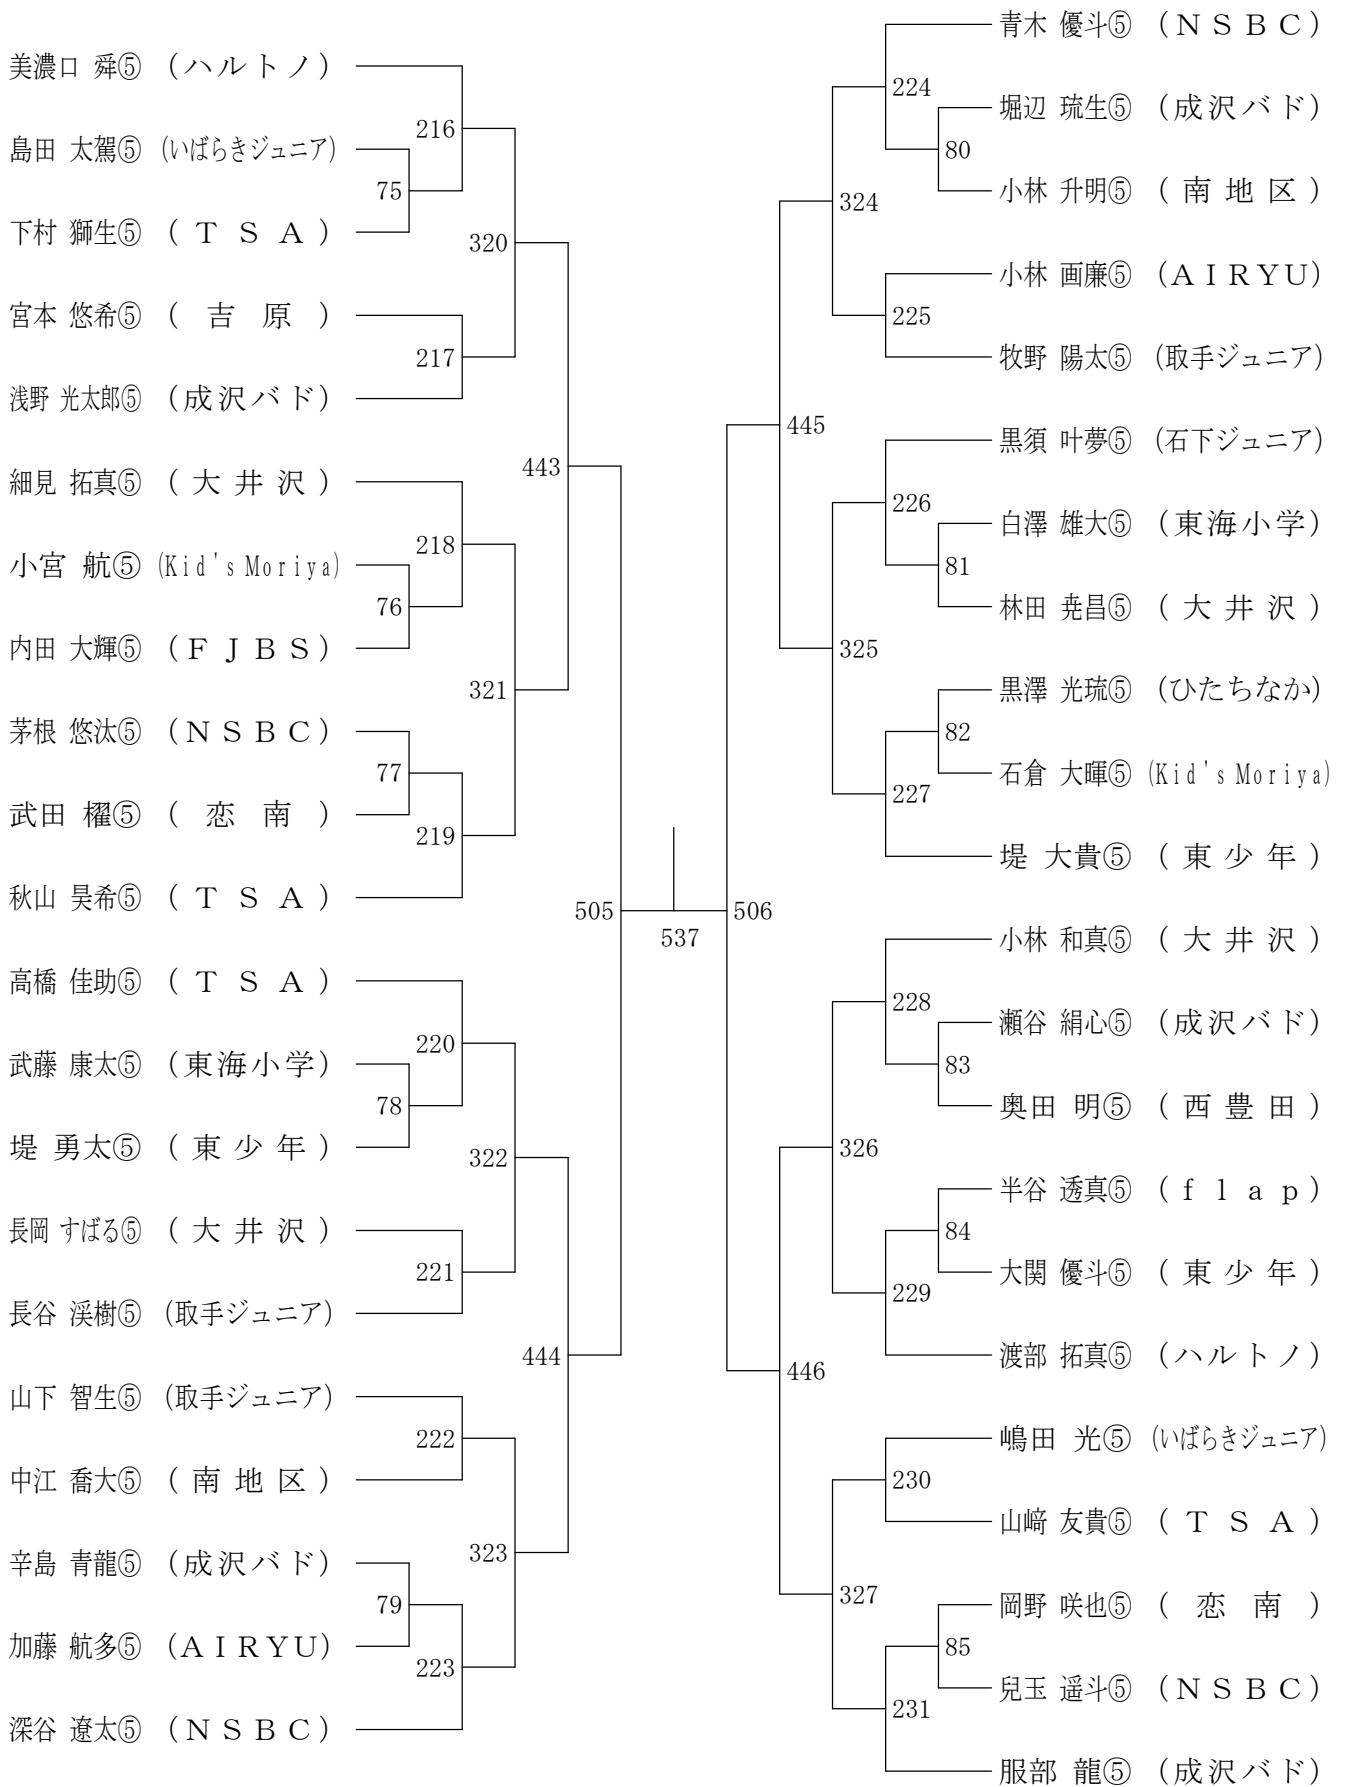 美濃口 舜⑤ (ハルトノ)
216
島田 太駕⑤ (いばらきジュニア)
75
下村 獅生⑤ (ＴＳＡ)
320
宮本 悠希⑤ (吉原)
217
浅野 光太郎⑤ (成沢バド)
443
細見 拓真⑤ (大井沢)
218
小宮 航⑤ (Kid'sMoriya)
76
内田 大輝⑤ (ＦＪＢＳ)
321
茅根 悠汰⑤ (ＮＳＢＣ)
77
武田 櫂⑤ (恋南)
219
秋山 昊希⑤ (ＴＳＡ)
505
537
高橋 佳助⑤ (ＴＳＡ)
220
武藤 康太⑤ (東海小学)
78
堤 勇太⑤ (東少年)
322
長岡 すばる⑤ (大井沢)
221
長谷 渓樹⑤ (取手ジュニア)
444
山下 智生⑤ (取手ジュニア)
222
中江 喬大⑤ (南地区)
323
辛島 青龍⑤ (成沢バド)
79
加藤 航多⑤ (ＡＩＲＹＵ)
223
深谷 遼太⑤ (ＮＳＢＣ)
青木 優斗⑤ (ＮＳＢＣ)
224
堀辺 琉生⑤ (成沢バド)
80
小林 升明⑤ (南地区)
324
小林 画廉⑤ (ＡＩＲＹＵ)
225
牧野 陽太⑤ (取手ジュニア)
445
黒須 叶夢⑤ (石下ジュニア)
226
白澤 雄大⑤ (東海小学)
81
林田 尭昌⑤ (大井沢)
325
黒澤 光琉⑤ (ひたちなか)
82
石倉 大暉⑤ (Kid'sMoriya)
227
堤 大貴⑤ (東少年)
506
小林 和真⑤ (大井沢)
228
瀬谷 絹心⑤ (成沢バド)
83
奥田 明⑤ (西豊田)
326
半谷 透真⑤ (ｆｌａｐ)
84
大関 優斗⑤ (東少年)
229
渡部 拓真⑤ (ハルトノ)
446
嶋田 光⑤ (いばらきジュニア)
230
山﨑 友貴⑤ (ＴＳＡ)
327
岡野 咲也⑤ (恋南)
85
兒玉 遥斗⑤ (ＮＳＢＣ)
231
服部 龍⑤ (成沢バド)